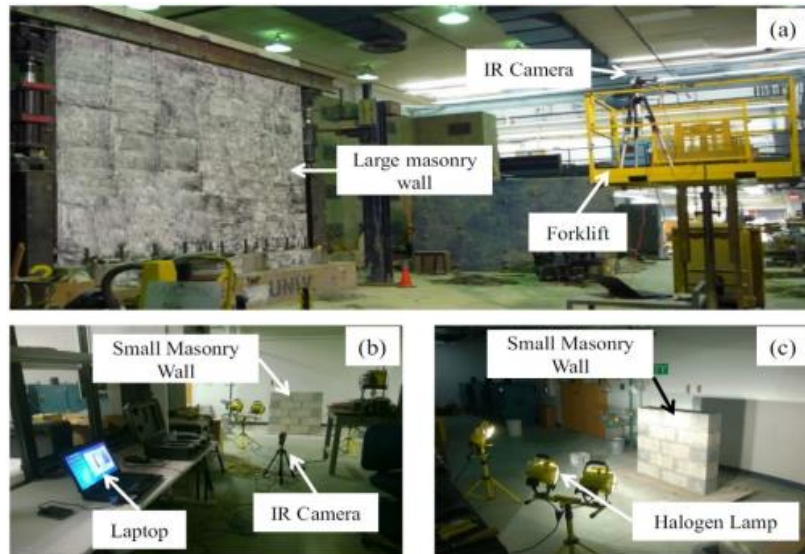 (a)
IR Camera
Large masonry
wall
Forklift
UNIV
Small Masonry
Wall
(b)
Laptop
IR Camera
Small Masonry
Wall
(c)
Halogen Lamp